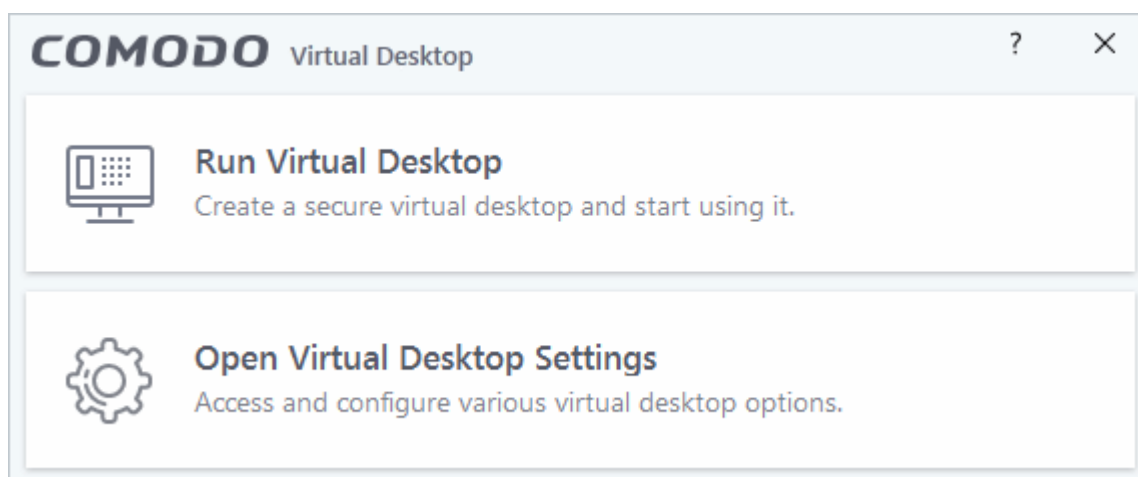 COMODO Virtual Desktop ?
Run Virtual Desktop
Create a secure virtual desktop and start using it.
Open Virtual Desktop Settings
Access and configure various virtual desktop options.